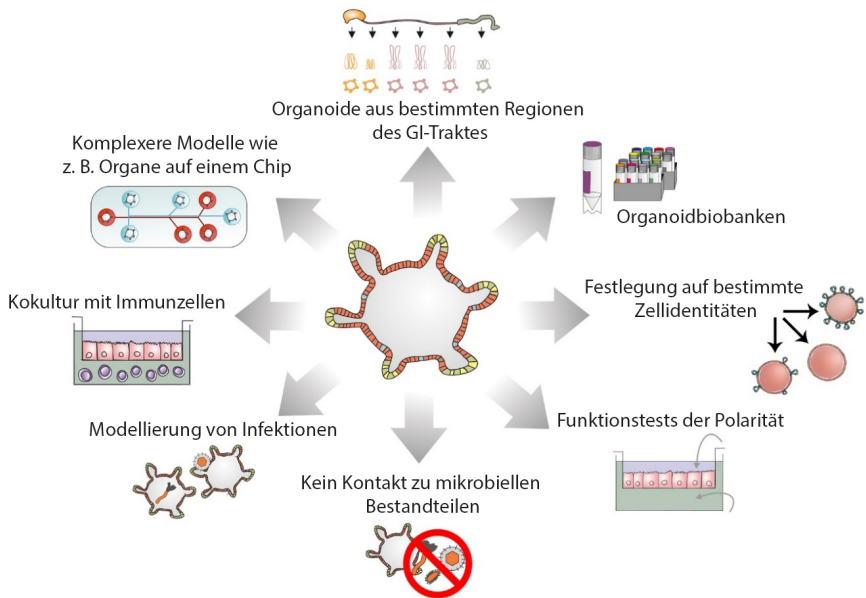 Organoide aus bestimmten Regionen
des GI-Traktes
Komplexere Modelle wie
z. B. Organe auf einem Chip
Organoidbiobanken
Kokultur mit Immunzellen
Festlegung auf bestimmte
Zellidentitäten
Modellierung von Infektionen
Funktionstests der Polarität
Kein Kontakt zu mikrobiellen
Bestandteilen